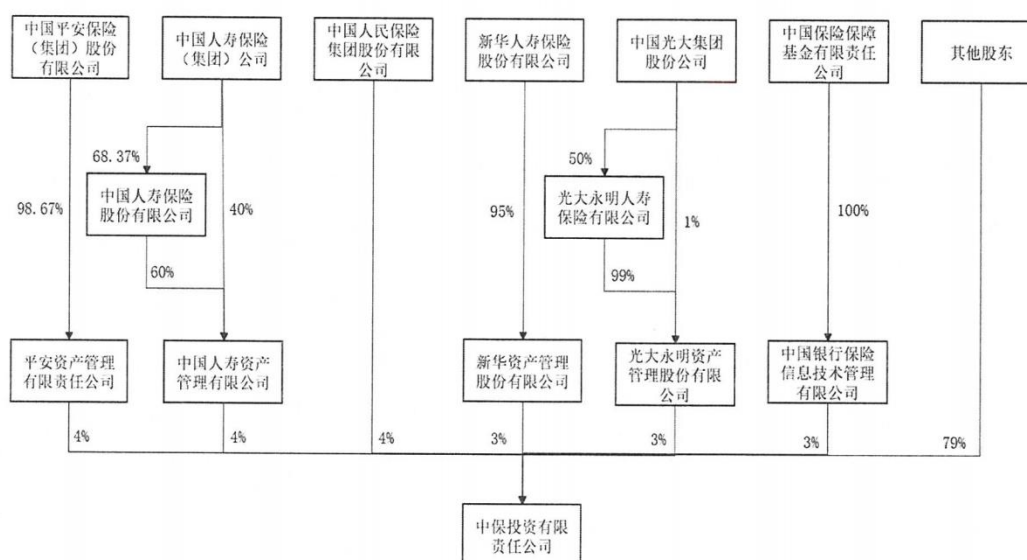 中国平安保险
（集团）股份
有限公司
中国人寿保险
（集团）公司
中国人民保险
集团股份有限
公司
新华人寿保险
股份有限公司
中国光大集团
股份公司
中国保险保障
基金有限责任
公司
其他股东
68.37%
50%
中国人寿保险
股份有限公司
光大永明人寿
保险有限公司
98.67%
40%
95%
1%
100%
60%
99%
平安资产管理
有限责任公司
中国人寿资产
管理有限公司
新华资产管理
股份有限公司
光大永明资产
管理股份有限
公司
中国银行保险
信息技术管理
有限公司
4%
4%
4%
3%
3%
3%
79%
中保投资有限
责任公司